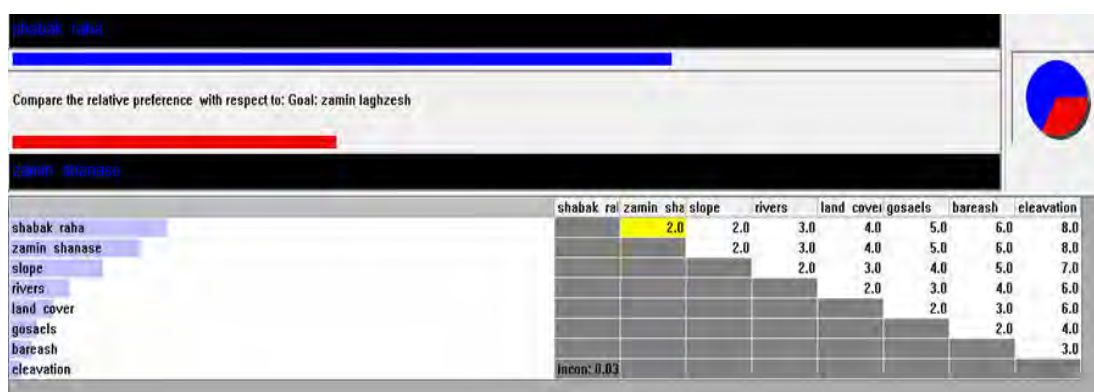 shabak raha
Compare the relative preference with respect to: Goal: zamin laghzesh
zamin shanase
shabak ral zamin sha slope rivers land cover gosaels bareash eleavation
shabak raha 2.0 2.0 3.0 4.0 5.0 6.0 8.0
zamin shanase 2.0 3.0 4.0 5.0 6.0 8.0
slope 2.0 3.0 4.0 5.0 7.0
rivers 2.0 3.0 4.0 6.0
land cover 2.0 3.0 6.0
gosaels 2.0 4.0
bareash 3.0
eleavation Incon: 0.03